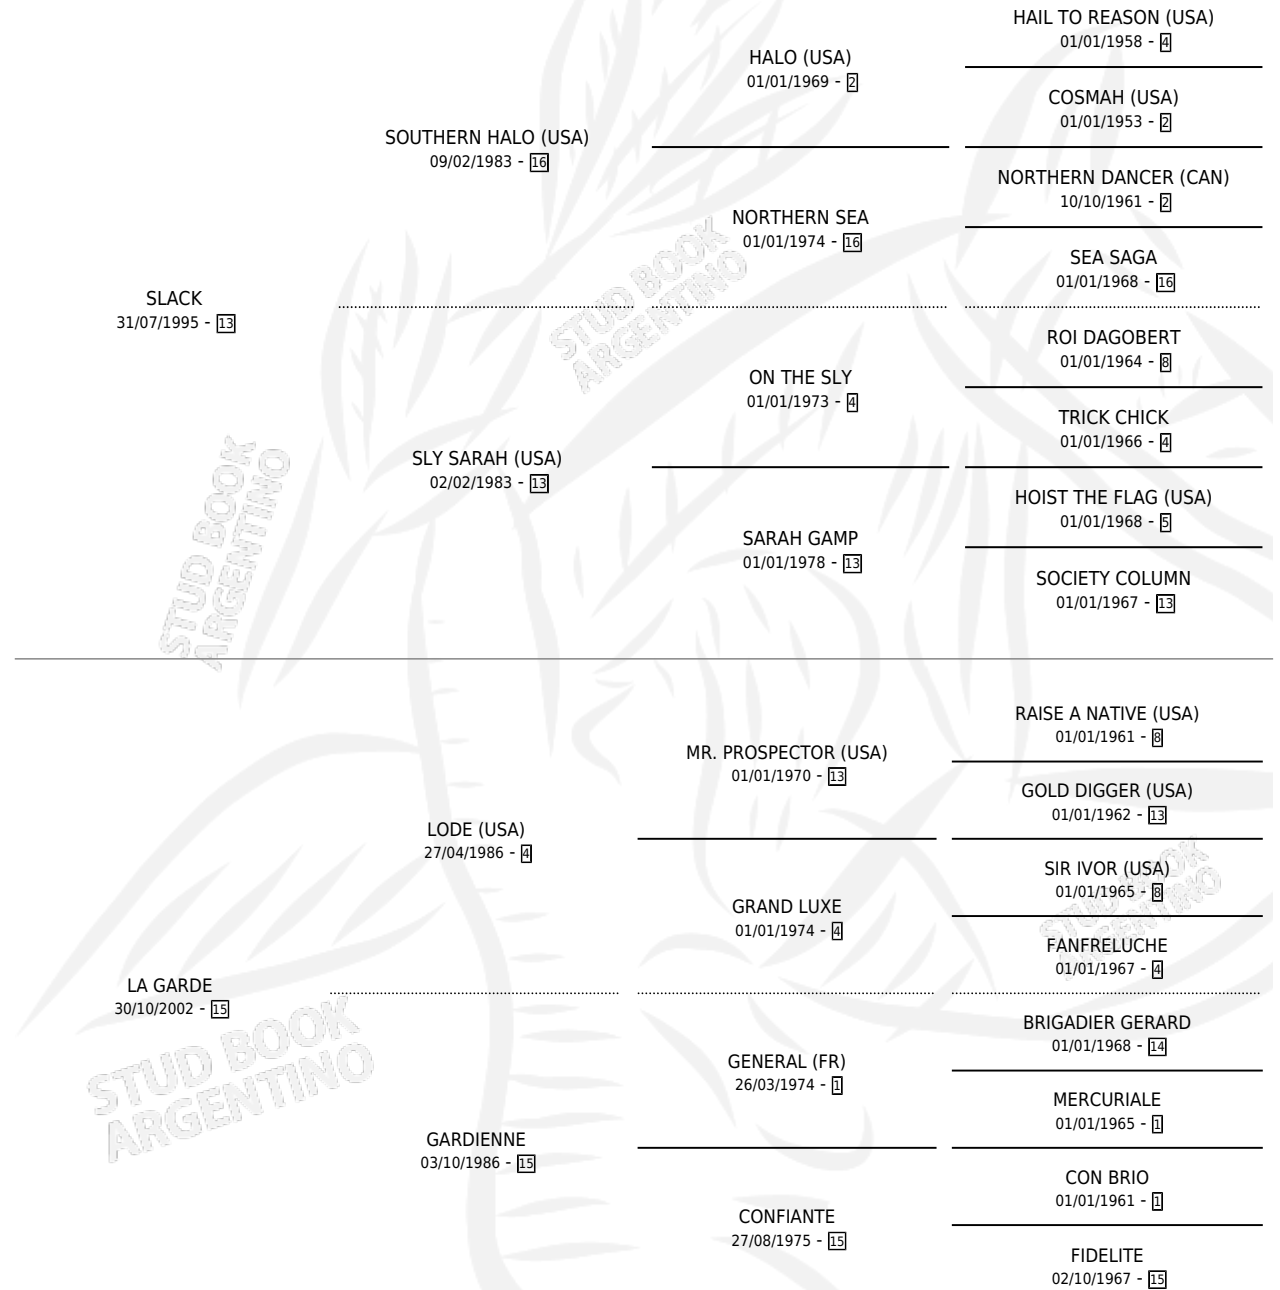 HAIL TO REASON (USA)
01/01/1958 - 4
HALO (USA)
01/01/1969 - 2
COSMAH (USA)
01/01/1953 - 2
SOUTHERN HALO (USA)
09/02/1983 - 16
NORTHERN DANCER (CAN)
10/10/1961 - 2
NORTHERN SEA
01/01/1974 - 16
SEA SAGA
01/01/1968 - 16
STUD BOOK
ARGENTINO
SLACK
31/07/1995 - 13
ROI DAGOBERT
01/01/1964 - 8
ON THE SLY
01/01/1973 - 4
TRICK CHICK
01/01/1966 - 4
SLY SARAH (USA)
02/02/1983 - 13
HOIST THE FLAG (USA)
01/01/1968 - 5
SARAH GAMP
01/01/1978 - 13
SOCIETY COLUMN
01/01/1967 - 13
STUD BOOK
ARGENTINO
RAISE A NATIVE (USA)
01/01/1961 - 8
MR. PROSPECTOR (USA)
01/01/1970 - 13
GOLD DIGGER (USA)
01/01/1962 - 13
LODE (USA)
27/04/1986 - 4
SIR IVOR (USA)
01/01/1965 - 8
GRAND LUXE
01/01/1974 - 4
FANFRELUCHE
01/01/1967 - 4
STUD BOOK
ARGENTINO
LA GARDE
30/10/2002 - 15
BRIGADIER GERARD
01/01/1968 - 14
GENERAL (FR)
26/03/1974 - 1
MERCURIALE
01/01/1965 - 1
GARDIENNE
03/10/1986 - 15
CON BRIO
01/01/1961 - 1
CONFIANTE
27/08/1975 - 15
FIDELITE
02/10/1967 - 15
STUD BOOK
ARGENTINO